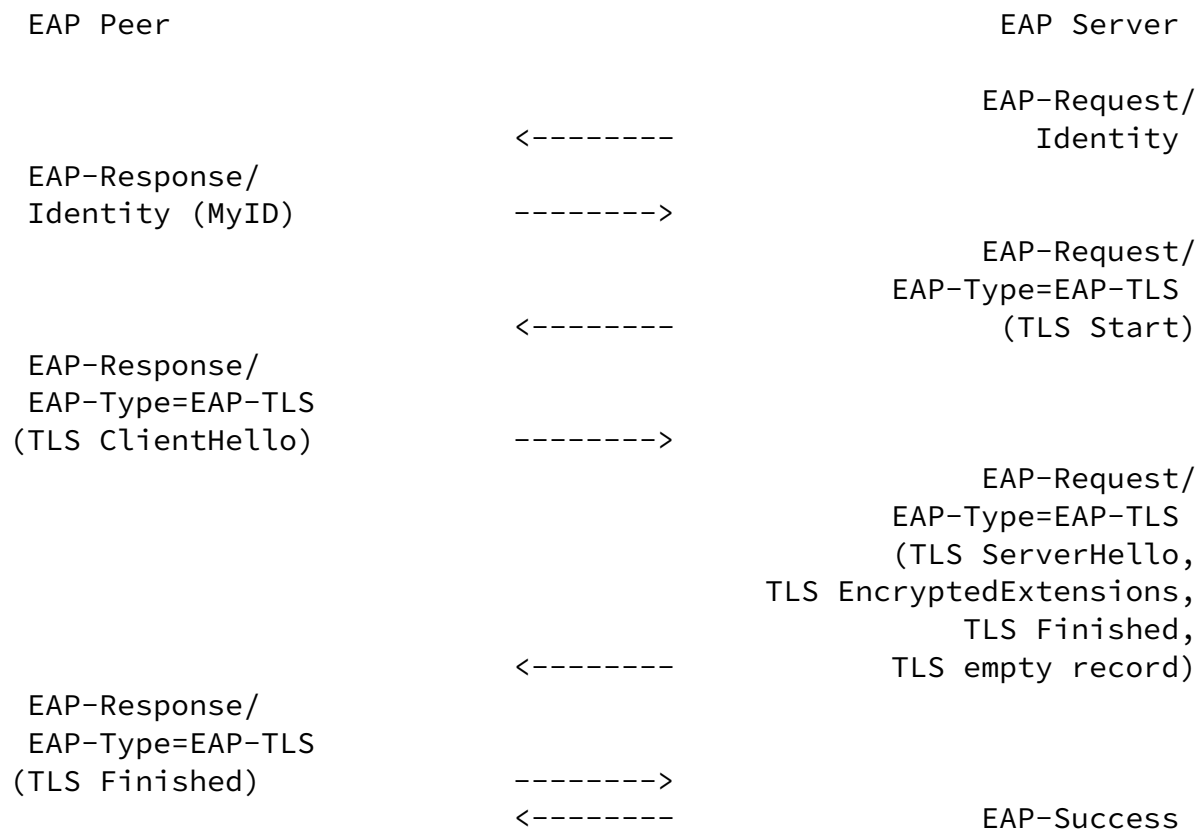 EAP Peer                                                EAP Server

                                                     EAP-Request/
                           <--------                    Identity
EAP-Response/
Identity (MyID)            -------->
                                                     EAP-Request/
                                                 EAP-Type=EAP-TLS
                           <--------                  (TLS Start)
EAP-Response/
EAP-Type=EAP-TLS
(TLS ClientHello)          -------->
                                                     EAP-Request/
                                                 EAP-Type=EAP-TLS
                                                 (TLS ServerHello,
                                          TLS EncryptedExtensions,
                                                    TLS Finished,
                           <--------            TLS empty record)
EAP-Response/
EAP-Type=EAP-TLS
(TLS Finished)             -------->
                           <--------                 EAP-Success